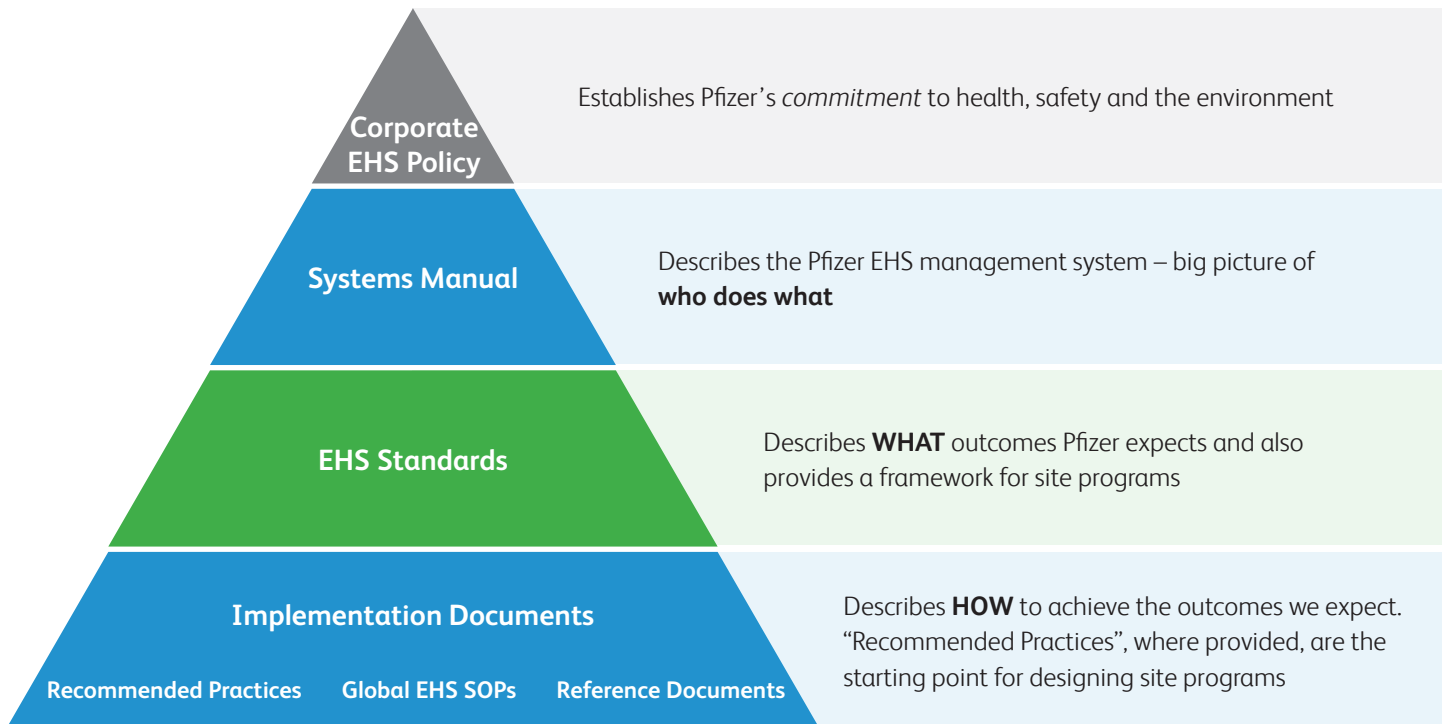 Corporate
EHS Policy
Establishes Pfizer’s commitment to health, safety and the environment
Systems Manual
Describes the Pfizer EHS management system – big picture of
who does what
EHS Standards
Describes WHAT outcomes Pfizer expects and also
provides a framework for site programs
Implementation Documents
Recommended Practices
Global EHS SOPs
Reference Documents
Describes HOW to achieve the outcomes we expect.
“Recommended Practices”, where provided, are the
starting point for designing site programs